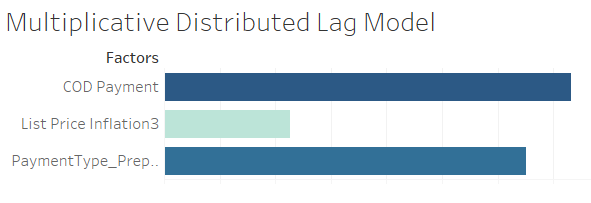 Multiplicative Distributed Lag Model
Factors
COD Payment
List Price Inflation3
PaymentType_Prep..